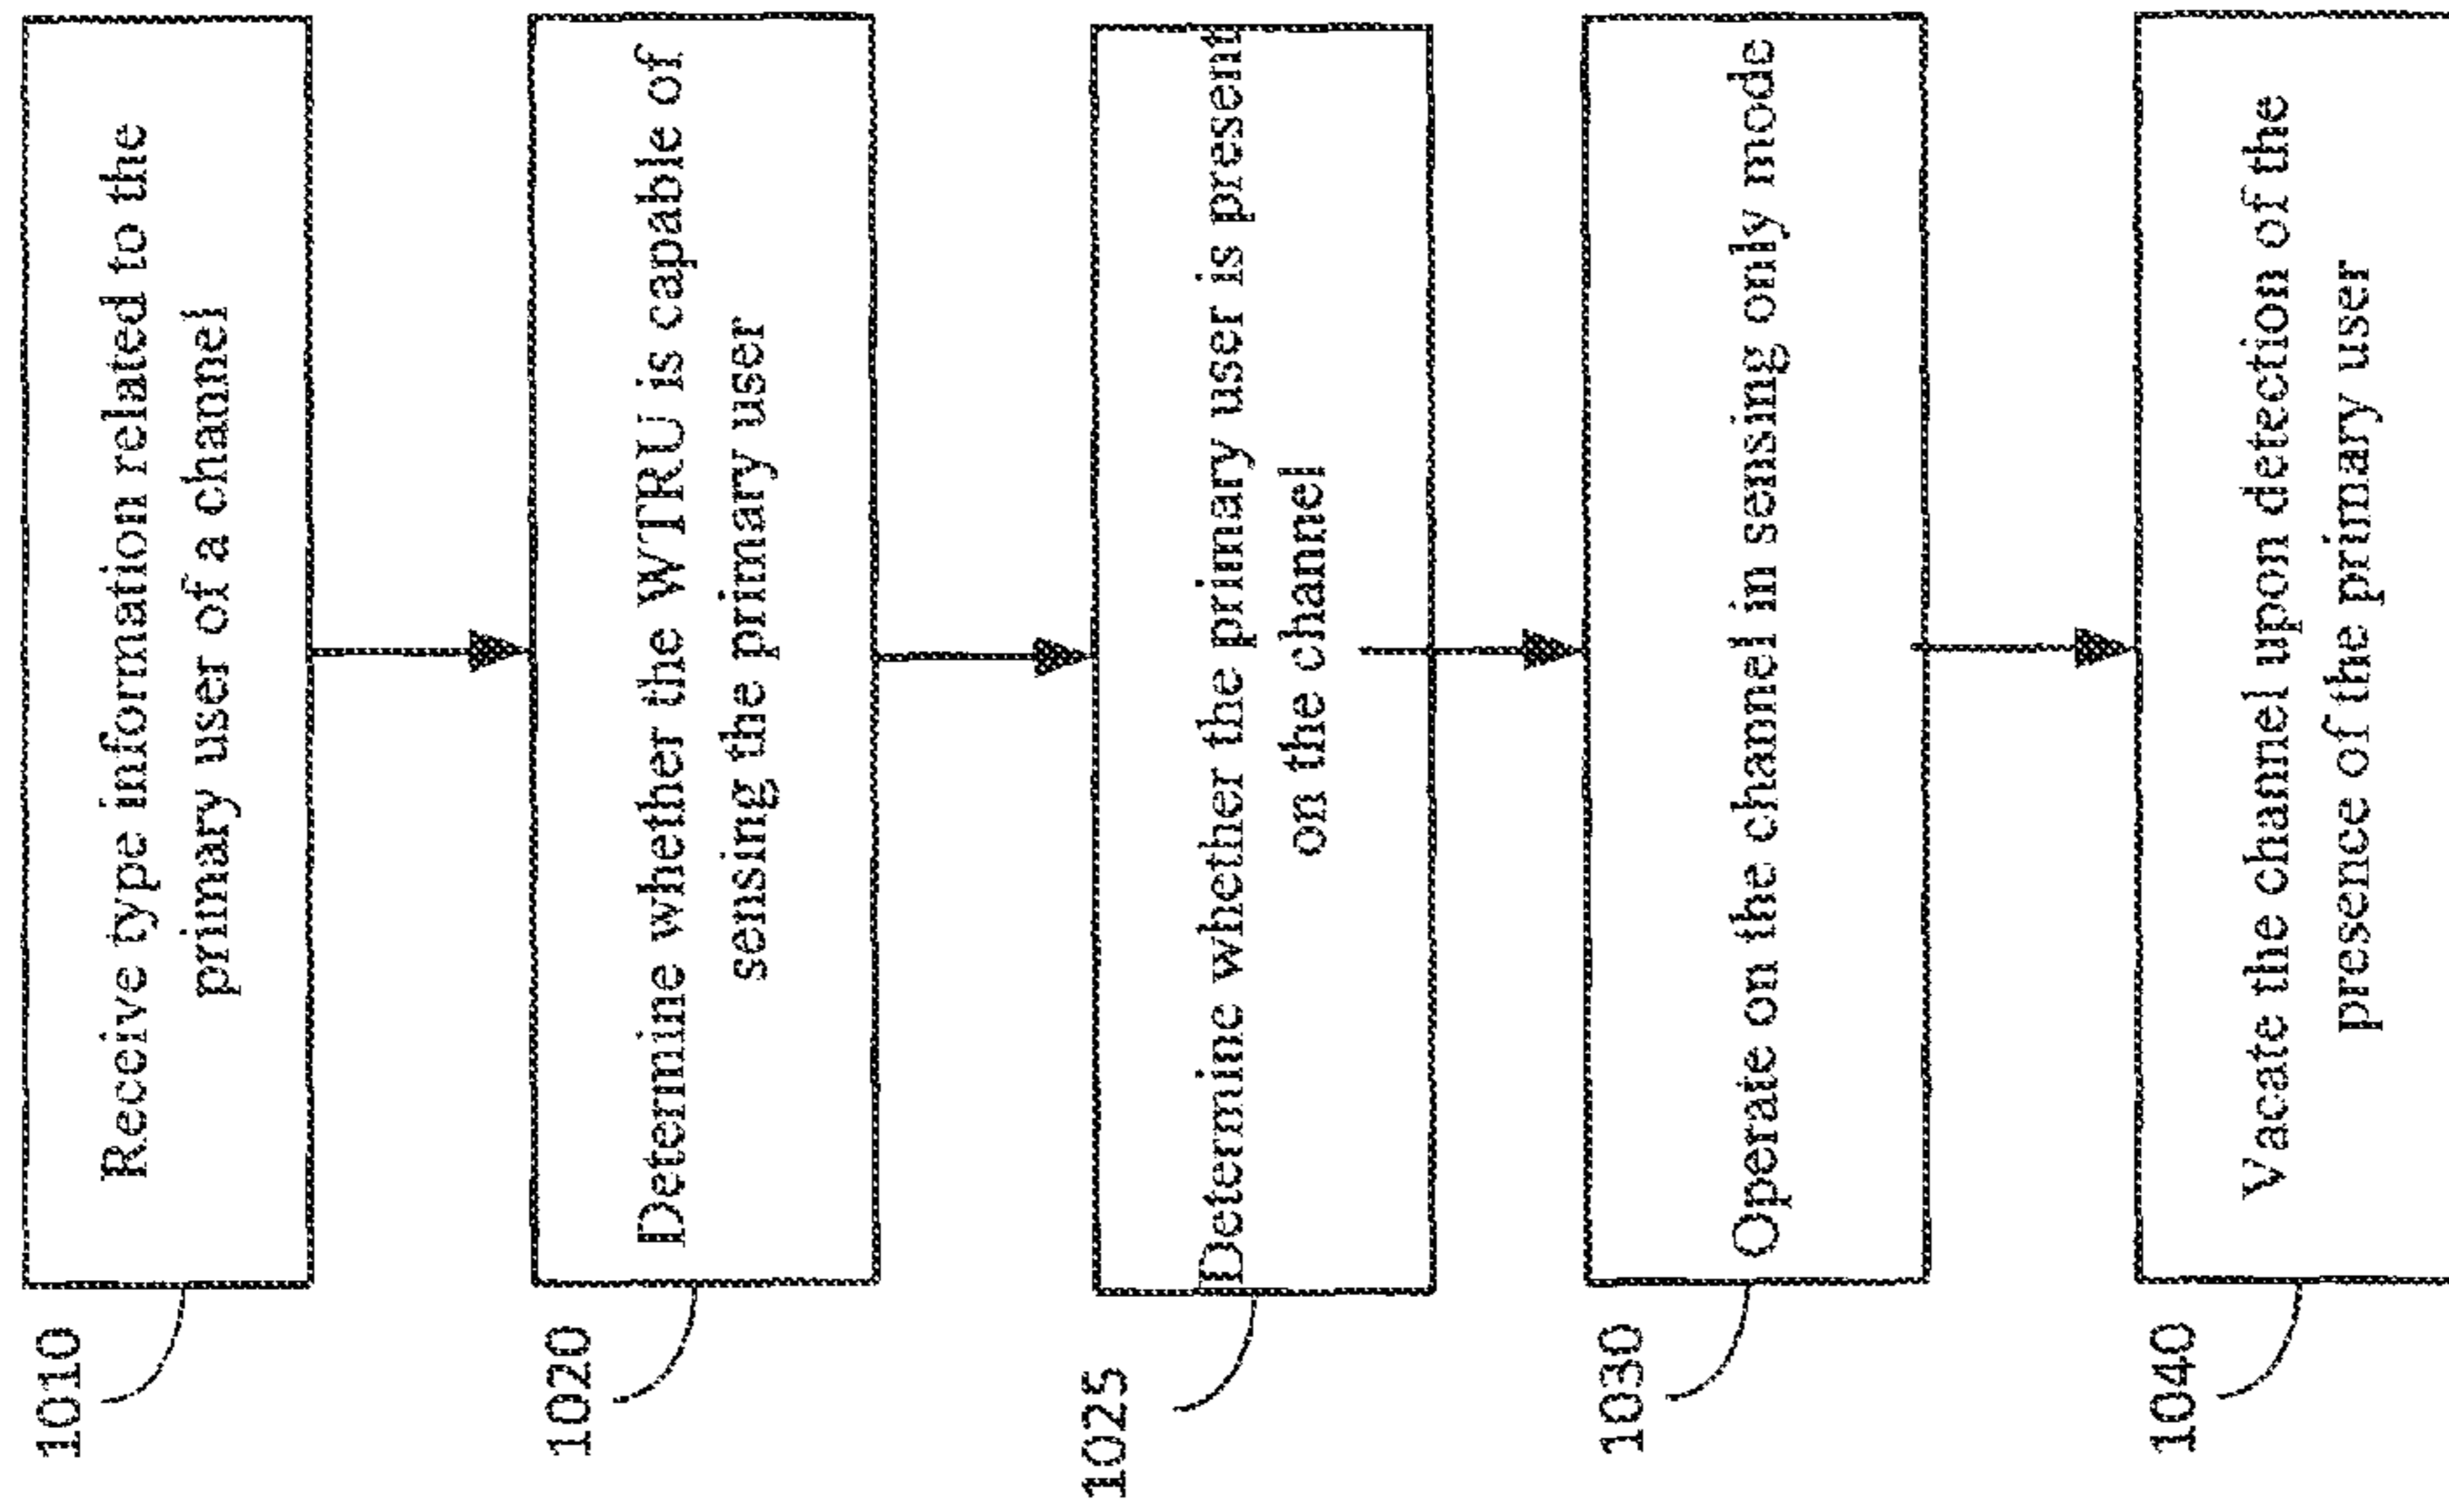 1010
Receive type information related to the
primary user of a channel
1020
Determine whether the WTRU is capable of
sensing the primary user
1025
Determine whether the primary user is present
on the channel
1030
Operate on the channel in sensing only mode
1040
Vacate the channel upon detection of the
presence of the primary user